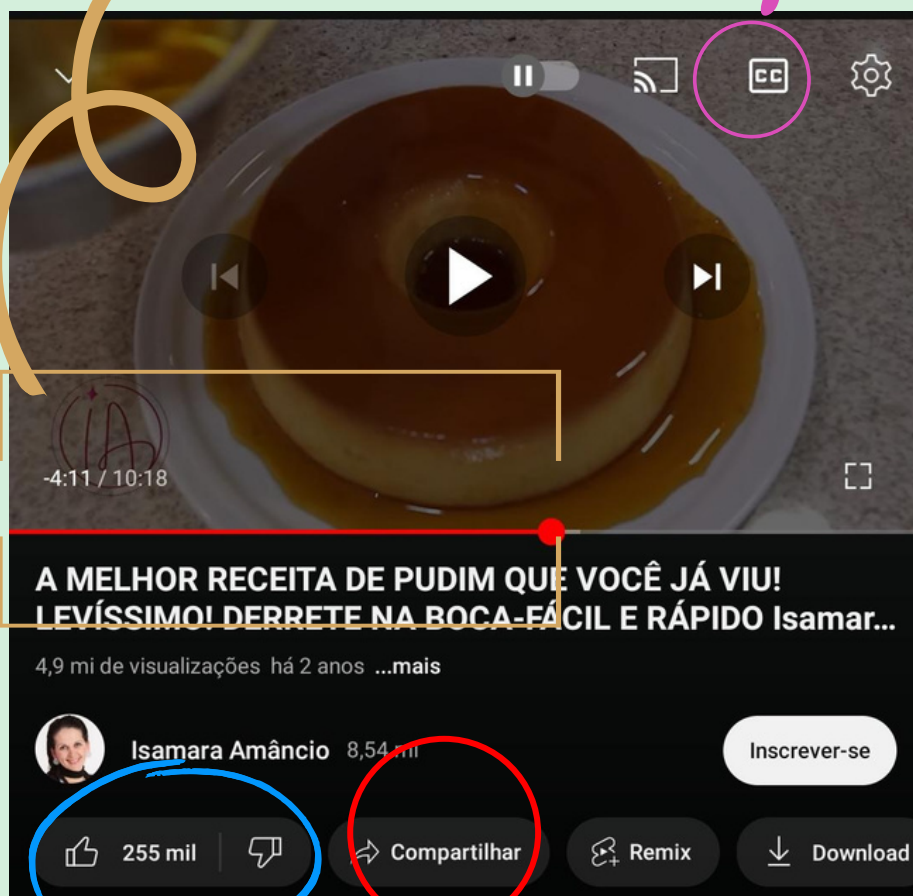 CC
IA
-4:11 / 10:18
A MELHOR RECEITA DE PUDIM QUE VOCÊ JÁ VIU!
LEVÍSSIMO! DERRETE NA BOCA-FÁCIL E RÁPIDO Isamar...
4,9 mi de visualizações há 2 anos ...mais
Isamara Amâncio 8,54 mi
Inscrever-se
255 mil
Compartilhar
Remix
Download